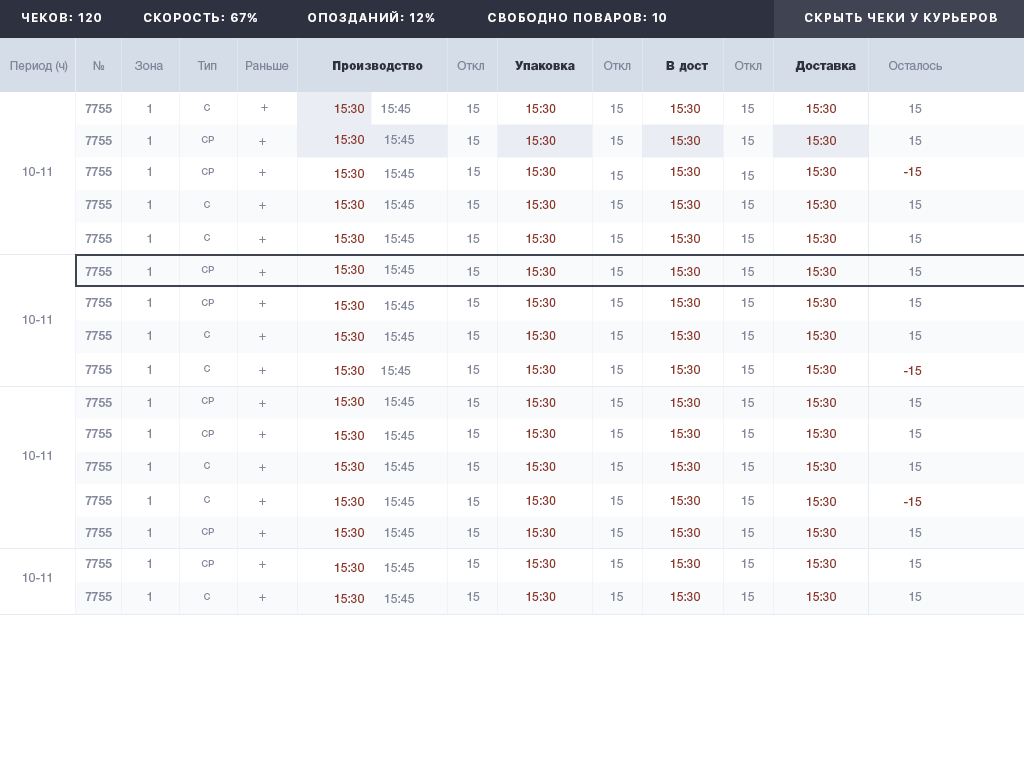 ЧЕКОВ: 120 СКОРОСТЬ: 67% ОПОЗДАНИЙ: 12% СВОБОДНО ПОВАРОВ: 10 СКРЫТЬ ЧЕКИ У КУРЬЕРОВ
Период (ч) № Зона Тип Раньше Производство Откл Упаковка Откл В дост Откл Доставка Осталось
7755 1 С + 15:30 15:45 15 15:30 15 15:30 15 15:30 15
7755 1 СР + 15:30 15:45 15 15:30 15 15:30 15 15:30 15
10-11 7755 1 СР + 15:30 15:45 15 15:30 15 15:30 15 15:30 -15
7755 1 С + 15:30 15:45 15 15:30 15 15:30 15 15:30 15
7755 1 С + 15:30 15:45 15 15:30 15 15:30 15 15:30 15
7755 1 СР + 15:30 15:45 15 15:30 15 15:30 15 15:30 15
10-11 7755 1 СР + 15:30 15:45 15 15:30 15 15:30 15 15:30 15
7755 1 С + 15:30 15:45 15 15:30 15 15:30 15 15:30 15
7755 1 С + 15:30 15:45 15 15:30 15 15:30 15 15:30 -15
7755 1 СР + 15:30 15:45 15 15:30 15 15:30 15 15:30 15
7755 1 СР + 15:30 15:45 15 15:30 15 15:30 15 15:30 15
10-11 7755 1 С + 15:30 15:45 15 15:30 15 15:30 15 15:30 15
7755 1 С + 15:30 15:45 15 15:30 15 15:30 15 15:30 -15
7755 1 СР + 15:30 15:45 15 15:30 15 15:30 15 15:30 15
10-11 7755 1 СР + 15:30 15:45 15 15:30 15 15:30 15 15:30 15
7755 1 С + 15:30 15:45 15 15:30 15 15:30 15 15:30 15